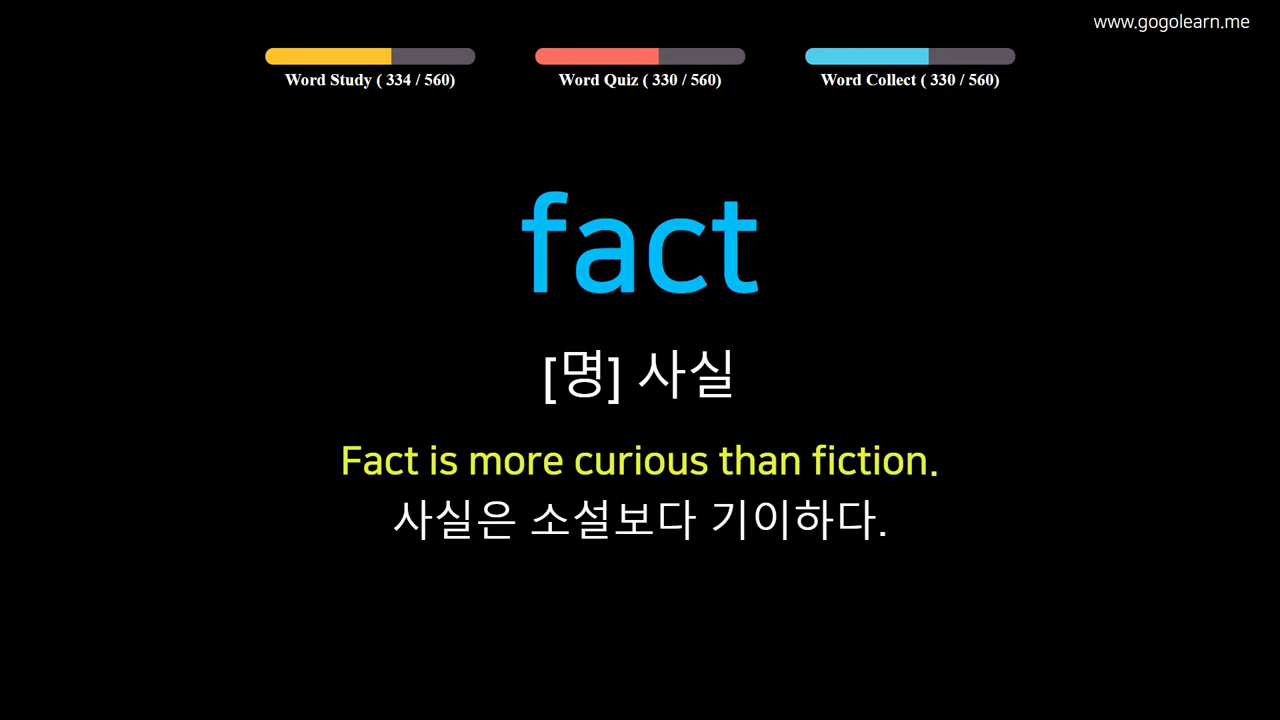 www.gogolearn.me
Word Study ( 334 / 560)
Word Quiz ( 330 / 560)
Word Collect ( 330 / 560)
fact
[명] 사실
Fact is more curious than fiction.
사실은 소설보다 기이하다.